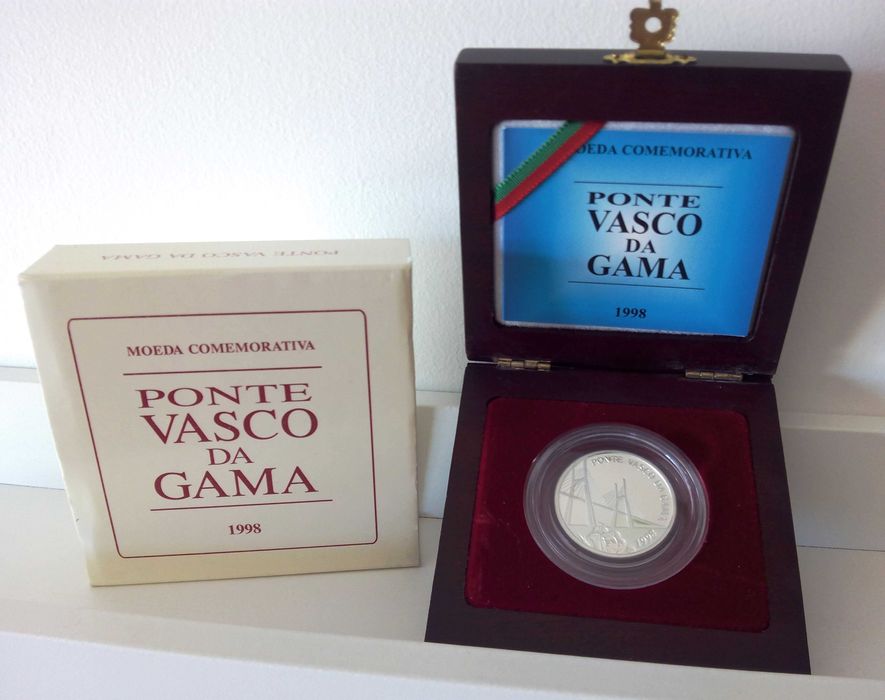 PONTE VASCO DA GAMA
MOEDA COMEMORATIVA
PONTE
VASCO
DA
GAMA
1998
OEDA COMEMORATIVA
PONTE
VASCO
DA
GAMA
1998
PONTE VASCO DA GAMA
1998